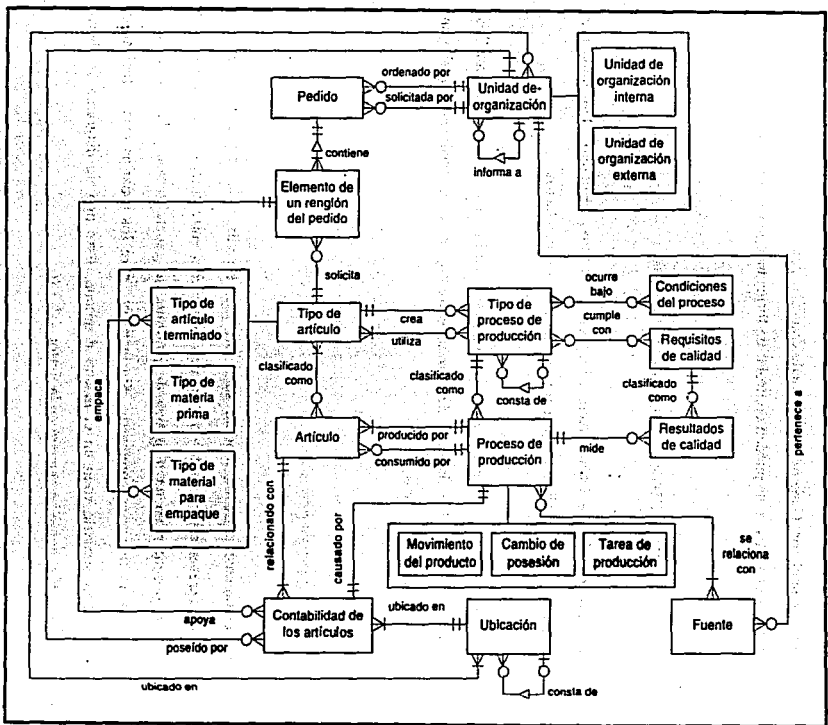 ordenado por
Pedido
solicitada por
Unidad de-
organización
Unidad de
organización
interna
Unidad de
organización
externa
contiene
informa a
Elemento de
un renglón
del pedido
solicita
ocurre
bajo
Condiciones
del proceso
Tipo de
artículo
terminado
Tipo de
artículo
crea
utiliza
Tipo de
proceso de
producción
cumple
con
Requisitos
de calidad
empaca
Tipo de
materia
prima
clasificado
como
clasificado
como
consta de
clasificado
como
pertenece a
Artículo
producido por
consumido por
Proceso de
producción
mide
Resultados
de calidad
Tipo de
material
para
empaque
relacionado con
causado por
Movimiento
del producto
Cambio de
posesión
Tarea de
producción
se
relaciona
con
apoya
Contabilidad de
los artículos
ubicado en
Ubicación
Fuente
poseído por
ubicado en
consta de